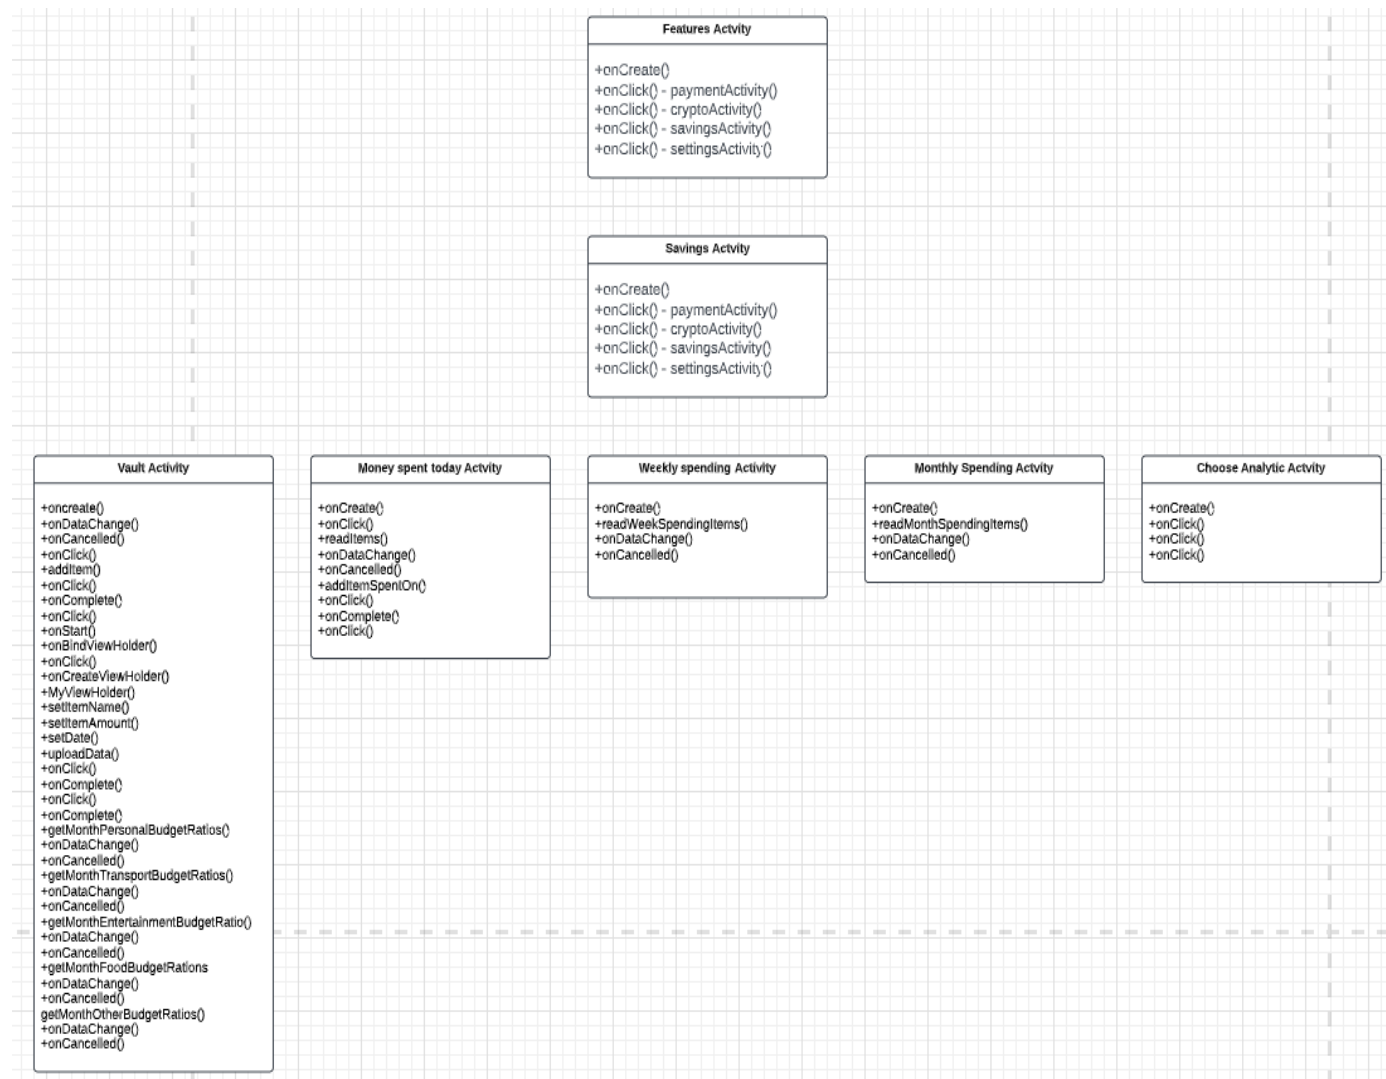 Features Actvity
+onCreate()
+onClick() - paymentActivity()
+onClick() - cryptoActivity()
+onClick() - savingsActivity()
+onClick() - settingsActivity()
Savings Actvity
+onCreate()
+onClick() - paymentActivity()
+onClick() - cryptoActivity()
+onClick() - savingsActivity()
+onClick() - settingsActivity()
Vault Activity
+oncreate()
+onDataChange()
+onCancelled()
+onClick()
+addItem()
+onClick()
+onComplete()
+onClick()
+onStart()
+onBindViewHolder()
+onClick()
+onCreateViewHolder()
+MyViewHolder()
+setItemName()
+setItemAmount()
+setDate()
+uploadData()
+onClick()
+onComplete()
+onClick()
+onComplete()
+getMonthPersonalBudgetRatios()
+onDataChange()
+onCancelled()
+getMonthTransportBudgetRatios()
+onDataChange()
+onCancelled()
+getMonthEntertainmentBudgetRatio()
+onDataChange()
+onCancelled()
+getMonthFoodBudgetRations
+onDataChange()
+onCancelled()
getMonthOtherBudgetRatios()
+onDataChange()
+onCancelled()
Money spent today Actvity
+onCreate()
+onClick()
+readItems()
+onDataChange()
+onCancelled()
+addItemSpentOn()
+onClick()
+onComplete()
+onClick()
Weekly spending Activity
+onCreate()
+readWeekSpendingItems()
+onDataChange()
+onCancelled()
Monthly Spending Actvity
+onCreate()
+readMonthSpendingItems()
+onDataChange()
+onCancelled()
Choose Analytic Actvity
+onCreate()
+onClick()
+onClick()
+onClick()